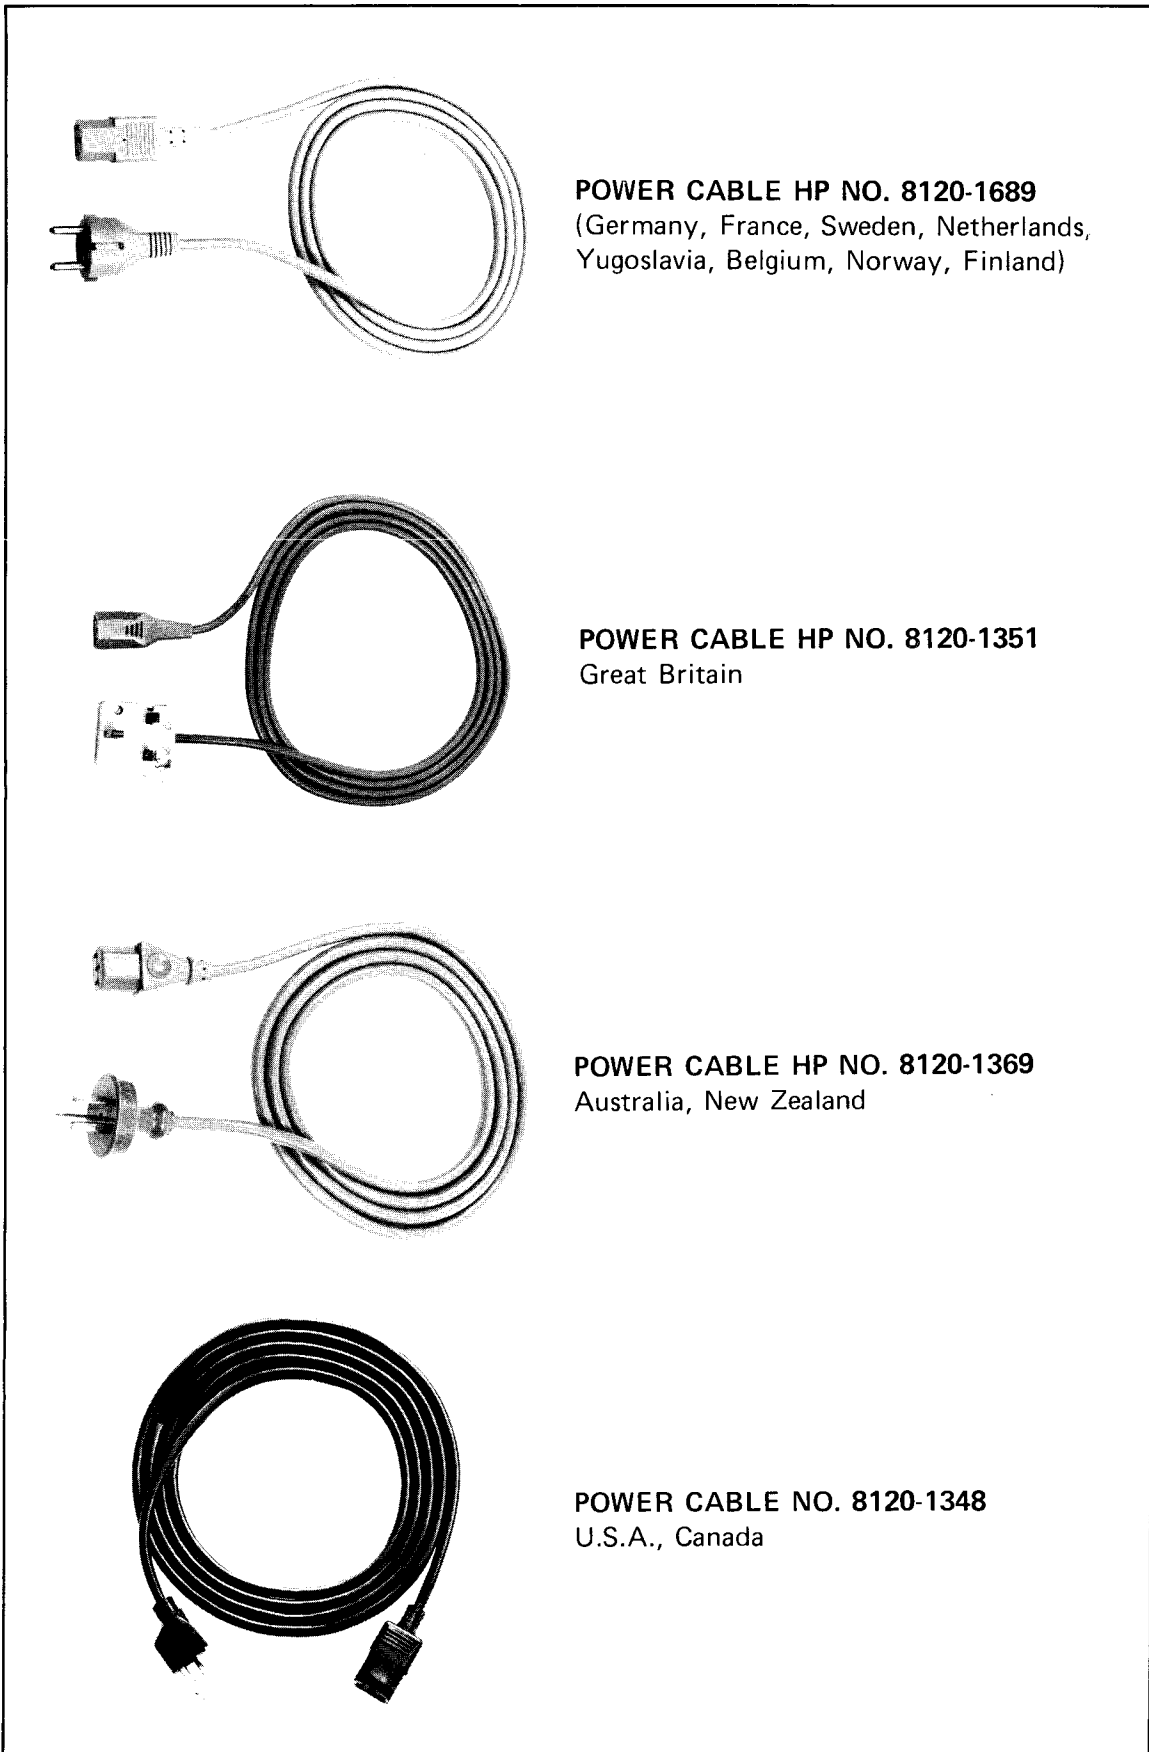 POWER CABLE HP NO. 8120-1689
(Germany, France, Sweden, Netherlands,
Yugoslavia, Belgium, Norway, Finland)
POWER CABLE HP NO. 8120-1351
Great Britain
POWER CABLE HP NO. 8120-1369
Australia, New Zealand
POWER CABLE NO. 8120-1348
U.S.A., Canada